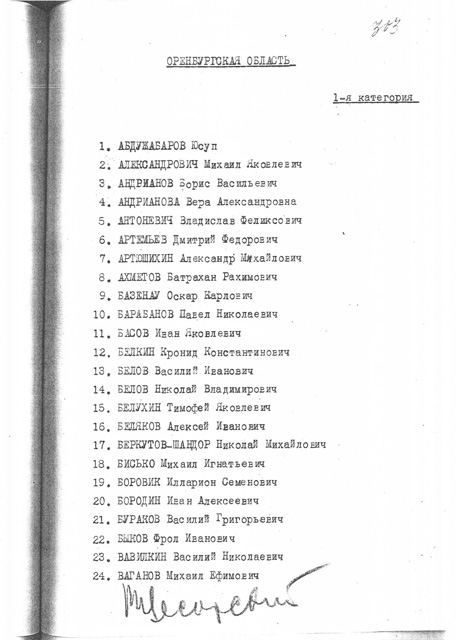 303
ОРЕНБУРГСКАЯ ОБЛАСТЬ
1-я категория
1. АБДУЖАБАРОВ Юсуп
2. АЛЕКСАНДРОВИЧ Михаил Яковлевич
3. АНДРИАНОВ Борис Васильевич
4. АНДРИАНОВА Вера Александровна
5. АНТОНЕВИЧ Владислав Феликсович
6. АРТЕМЬЕВ Дмитрий Федорович
7. АРТЮШИХИН Александр Михайлович
8. АХМЕТОВ Батрахан Рахимович
9. БАЗЕНАУ Оскар Карлович
10. БАРАБАНОВ Павел Николаевич
11. БАСОВ Иван Яковлевич
12. БЕЛКИН Кронид Константинович
13. БЕЛОВ Василий Иванович
14. БЕЛОВ Николай Владимирович
15. БЕЛУХИН Тимофей Яковлевич
16. БЕЛЯКОВ Алексей Иванович
17. БЕРКУТОВ-ШАНДОР Николай Михайлович
18. БИСЬКО Михаил Игнатьевич
19. БОРОВИК Илларион Семенович
20. БОРОДИН Иван Алексеевич
21. БУРАКОВ Василий Григорьевич
22. БЫКОВ Фрол Иванович
23. ВАВИЛКИН Василий Николаевич
24. ВАГАНОВ Михаил Ефимович